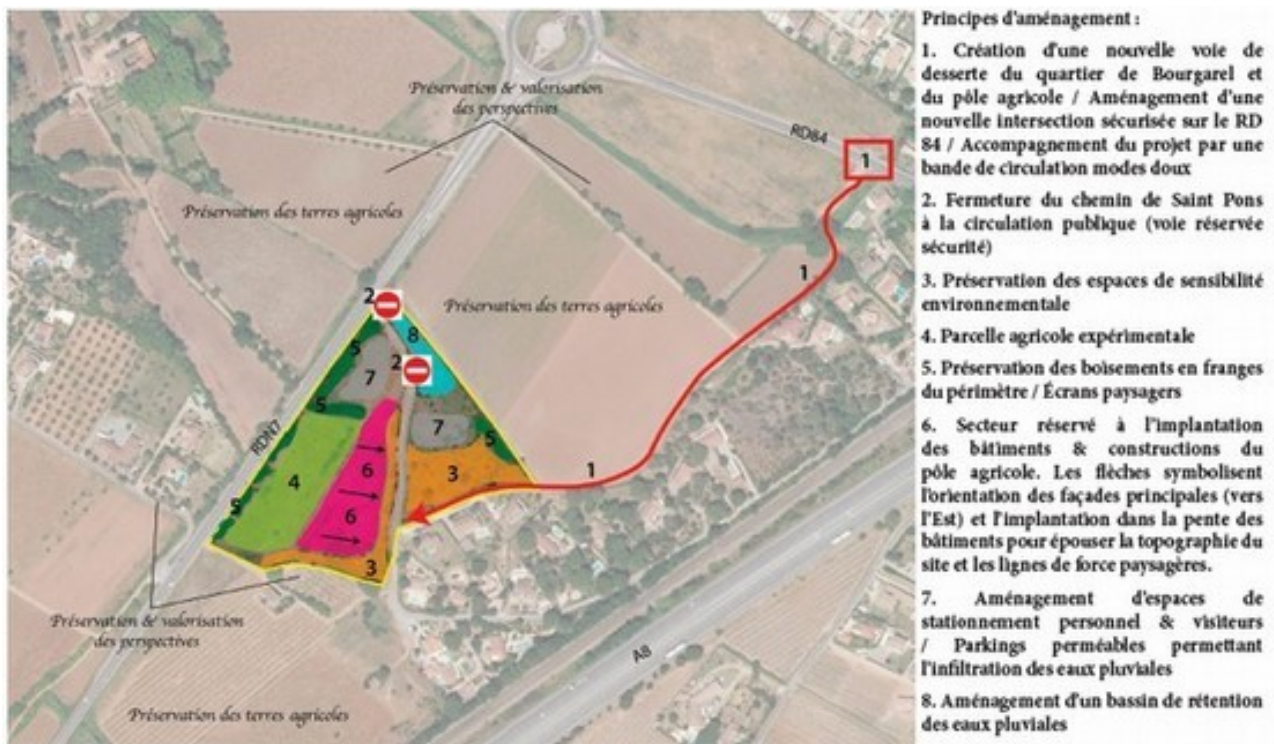 Préservation & valorisation
des perspectives
RD84
1
Préservation des terres agricoles
1
2
Préservation des terres agricoles
8
5
2
7
5
7
5
RDN7
3
1
4
6
5
6
3
Préservation & valorisation
des perspectives
A8
Préservation des terres agricoles
Principes d'aménagement :
1. Création d'une nouvelle voie de
desserte du quartier de Bourgarel et
du pôle agricole / Aménagement d'une
nouvelle intersection sécurisée sur le RD
84 / Accompagnement du projet par une
bande de circulation modes doux
2. Fermeture du chemin de Saint Pons
à la circulation publique (voie réservée
sécurité)
3. Préservation des espaces de sensibilité
environnementale
4. Parcelle agricole expérimentale
5. Préservation des boisements en franges
du périmètre / Écrans paysagers
6. Secteur réservé à l'implantation
des bâtiments & constructions du
pôle agricole. Les flèches symbolisent
l'orientation des façades principales (vers
l'Est) et l'implantation dans la pente des
bâtiments pour épouser la topographie du
site et les lignes de force paysagères.
7. Aménagement d'espaces de
stationnement personnel & visiteurs
/ Parkings perméables permettant
l'infiltration des eaux pluviales
8. Aménagement d'un bassin de rétention
des eaux pluviales